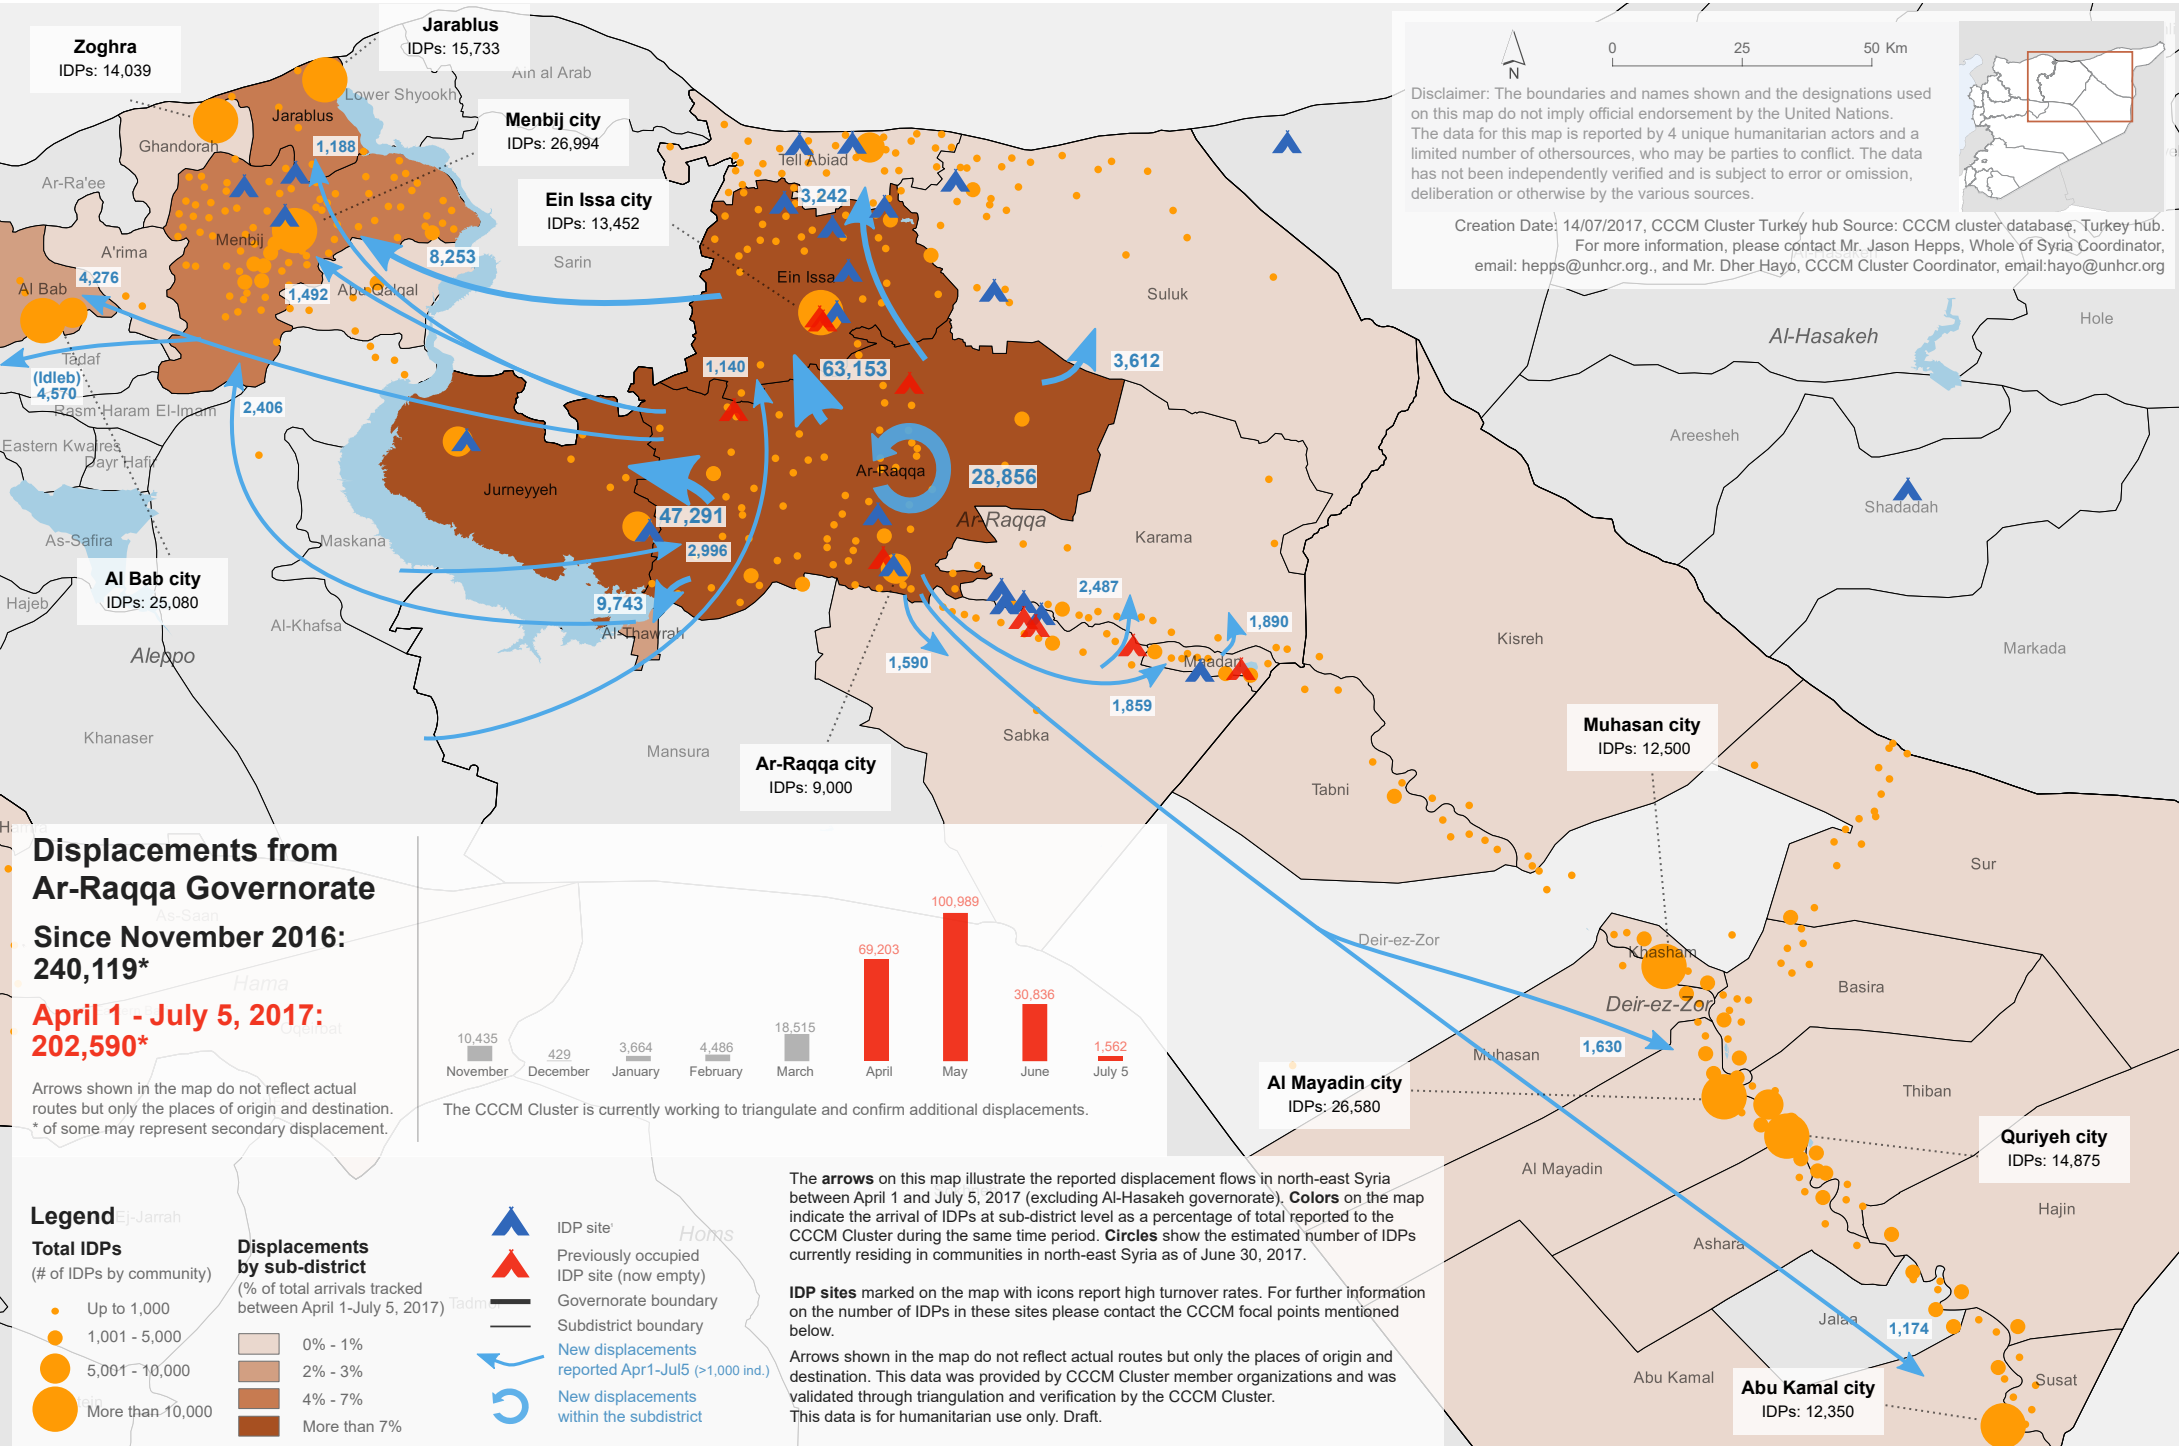 Zoghra
IDPs: 14,039
Jarablus
IDPs: 15,733
Menbij city
IDPs: 26,994
Ein Issa city
IDPs: 13,452
Al Bab city
IDPs: 25,080
Ar-Raqqa city
IDPs: 9,000
Muhasan city
IDPs: 12,500
Al Mayadin city
IDPs: 26,580
Quriyeh city
IDPs: 14,875
Abu Kamal city
IDPs: 12,350
Ain al Arab
Lower Shyookh
Jarablus
Ghandorah
1,188
Ar-Ra'ee
Menbij
A'rima
4,276
Al Bab
1,492
Abu Qalqal
8,253
Sarin
Tell Abiad
3,242
Ein Issa
Suluk
Tadaf
(Idleb)
4,570
Rasm Haram El-Imam
2,406
Eastern Kwaires
Dayr Hafir
1,140
63,153
3,612
Jurneyyeh
Ar-Raqqa
28,856
Ar-Raqqa
47,291
2,996
9,743
Al-Thawrah
As-Safira
Maskana
Hajeb
Al-Khafsa
Aleppo
Khanaser
Mansura
Karama
2,487
1,890
1,590
Maadan
1,859
Sabka
Kisreh
Tabni
Al-Hasakeh
Hole
Areesheh
Shadadah
Markada
Deir-ez-Zor
Khasham
Deir-ez-Zor
Sur
Basira
Muhasan
1,630
Thiban
Al Mayadin
Hajin
Ashara
Jalaa
1,174
Abu Kamal
Susat
0 25 50 Km
N
Disclaimer: The boundaries and names shown and the designations used
on this map do not imply official endorsement by the United Nations.
The data for this map is reported by 4 unique humanitarian actors and a
limited number of othersources, who may be parties to conflict. The data
has not been independently verified and is subject to error or omission,
deliberation or otherwise by the various sources.
Creation Date: 14/07/2017, CCCM Cluster Turkey hub Source: CCCM cluster database, Turkey hub.
For more information, please contact Mr. Jason Hepps, Whole of Syria Coordinator,
email: hepps@unhcr.org., and Mr. Dher Hayo, CCCM Cluster Coordinator, email:hayo@unhcr.org
Displacements from
Ar-Raqqa Governorate
Since November 2016:
240,119*
April 1 - July 5, 2017:
202,590*
Arrows shown in the map do not reflect actual
routes but only the places of origin and destination.
* of some may represent secondary displacement.
As-Saan
Hama
10,435
429
3,664
4,486
18,515
69,203
100,989
30,836
1,562
November December January February March April May June July 5
The CCCM Cluster is currently working to triangulate and confirm additional displacements.
Legend
Ej-Jarrah
Homs
Tadmor
Total IDPs
(# of IDPs by community)
Up to 1,000
1,001 - 5,000
5,001 - 10,000
More than 10,000
Displacements
by sub-district
(% of total arrivals tracked
between April 1-July 5, 2017)
0% - 1%
2% - 3%
4% - 7%
More than 7%
IDP site¹
Previously occupied
IDP site (now empty)
Governorate boundary
Subdistrict boundary
New displacements
reported Apr1-Jul5 (>1,000 ind.)
New displacements
within the subdistrict
The arrows on this map illustrate the reported displacement flows in north-east Syria
between April 1 and July 5, 2017 (excluding Al-Hasakeh governorate). Colors on the map
indicate the arrival of IDPs at sub-district level as a percentage of total reported to the
CCCM Cluster during the same time period. Circles show the estimated number of IDPs
currently residing in communities in north-east Syria as of June 30, 2017.
IDP sites marked on the map with icons report high turnover rates. For further information
on the number of IDPs in these sites please contact the CCCM focal points mentioned
below.
Arrows shown in the map do not reflect actual routes but only the places of origin and
destination. This data was provided by CCCM Cluster member organizations and was
validated through triangulation and verification by the CCCM Cluster.
This data is for humanitarian use only. Draft.